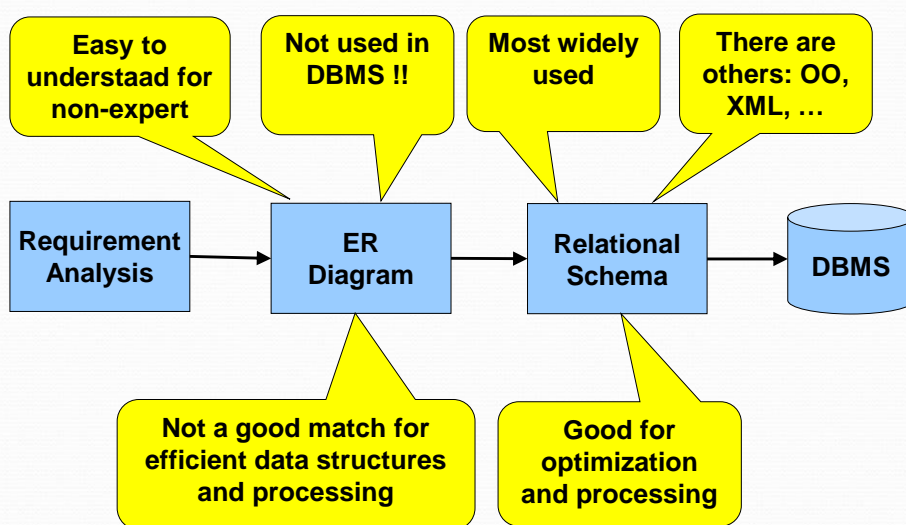 Easy to
understaad for
non-expert
Not used in
DBMS !!
Most widely
used
There are
others: OO,
XML, …
Requirement
Analysis
ER
Diagram
Relational
Schema
DBMS
Not a good match for
efficient data structures
and processing
Good for
optimization
and processing